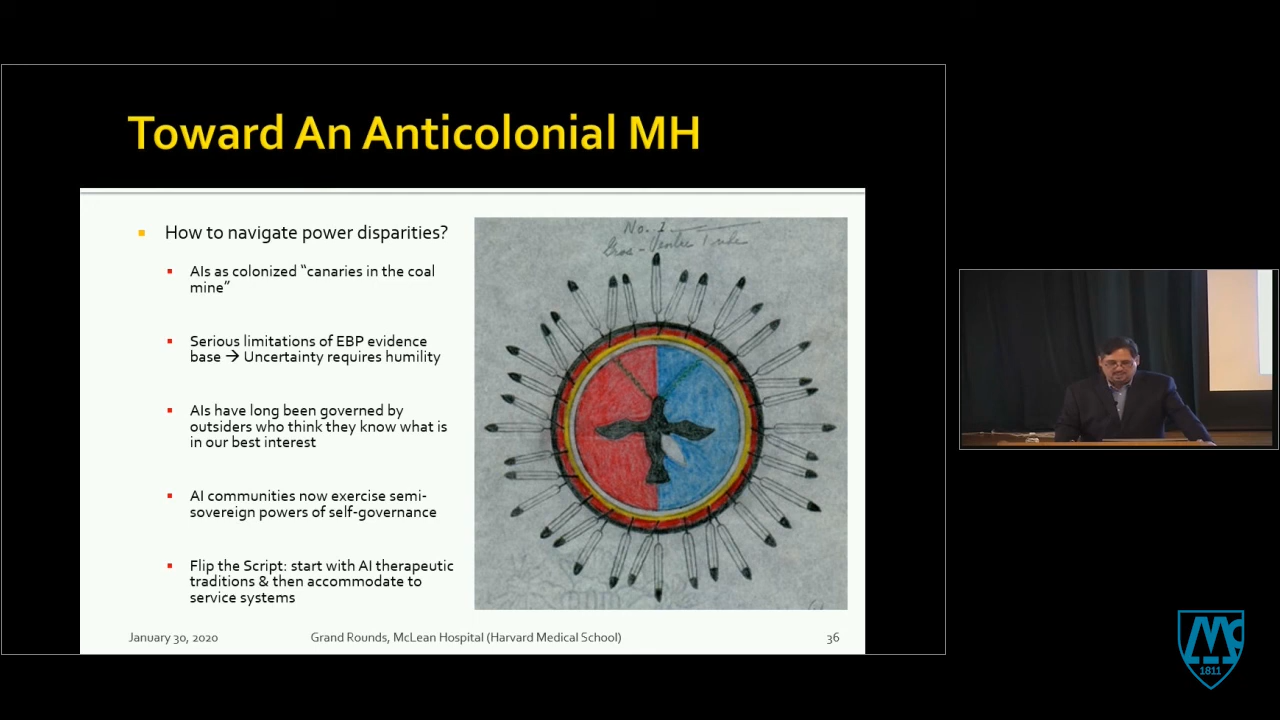 Toward An Anticolonial MH
How to navigate power disparities?
AIs as colonized “canaries in the coal
mine”
Serious limitations of EBP evidence
base → Uncertainty requires humility
AIs have long been governed by
outsiders who think they know what is
in our best interest
AI communities now exercise semi-
sovereign powers of self-governance
Flip the Script: start with AI therapeutic
traditions & then accommodate to
service systems
No. 1
Gros-Ventre Tribe
January 30, 2020
Grand Rounds, McLean Hospital (Harvard Medical School)
36
Mc
1811